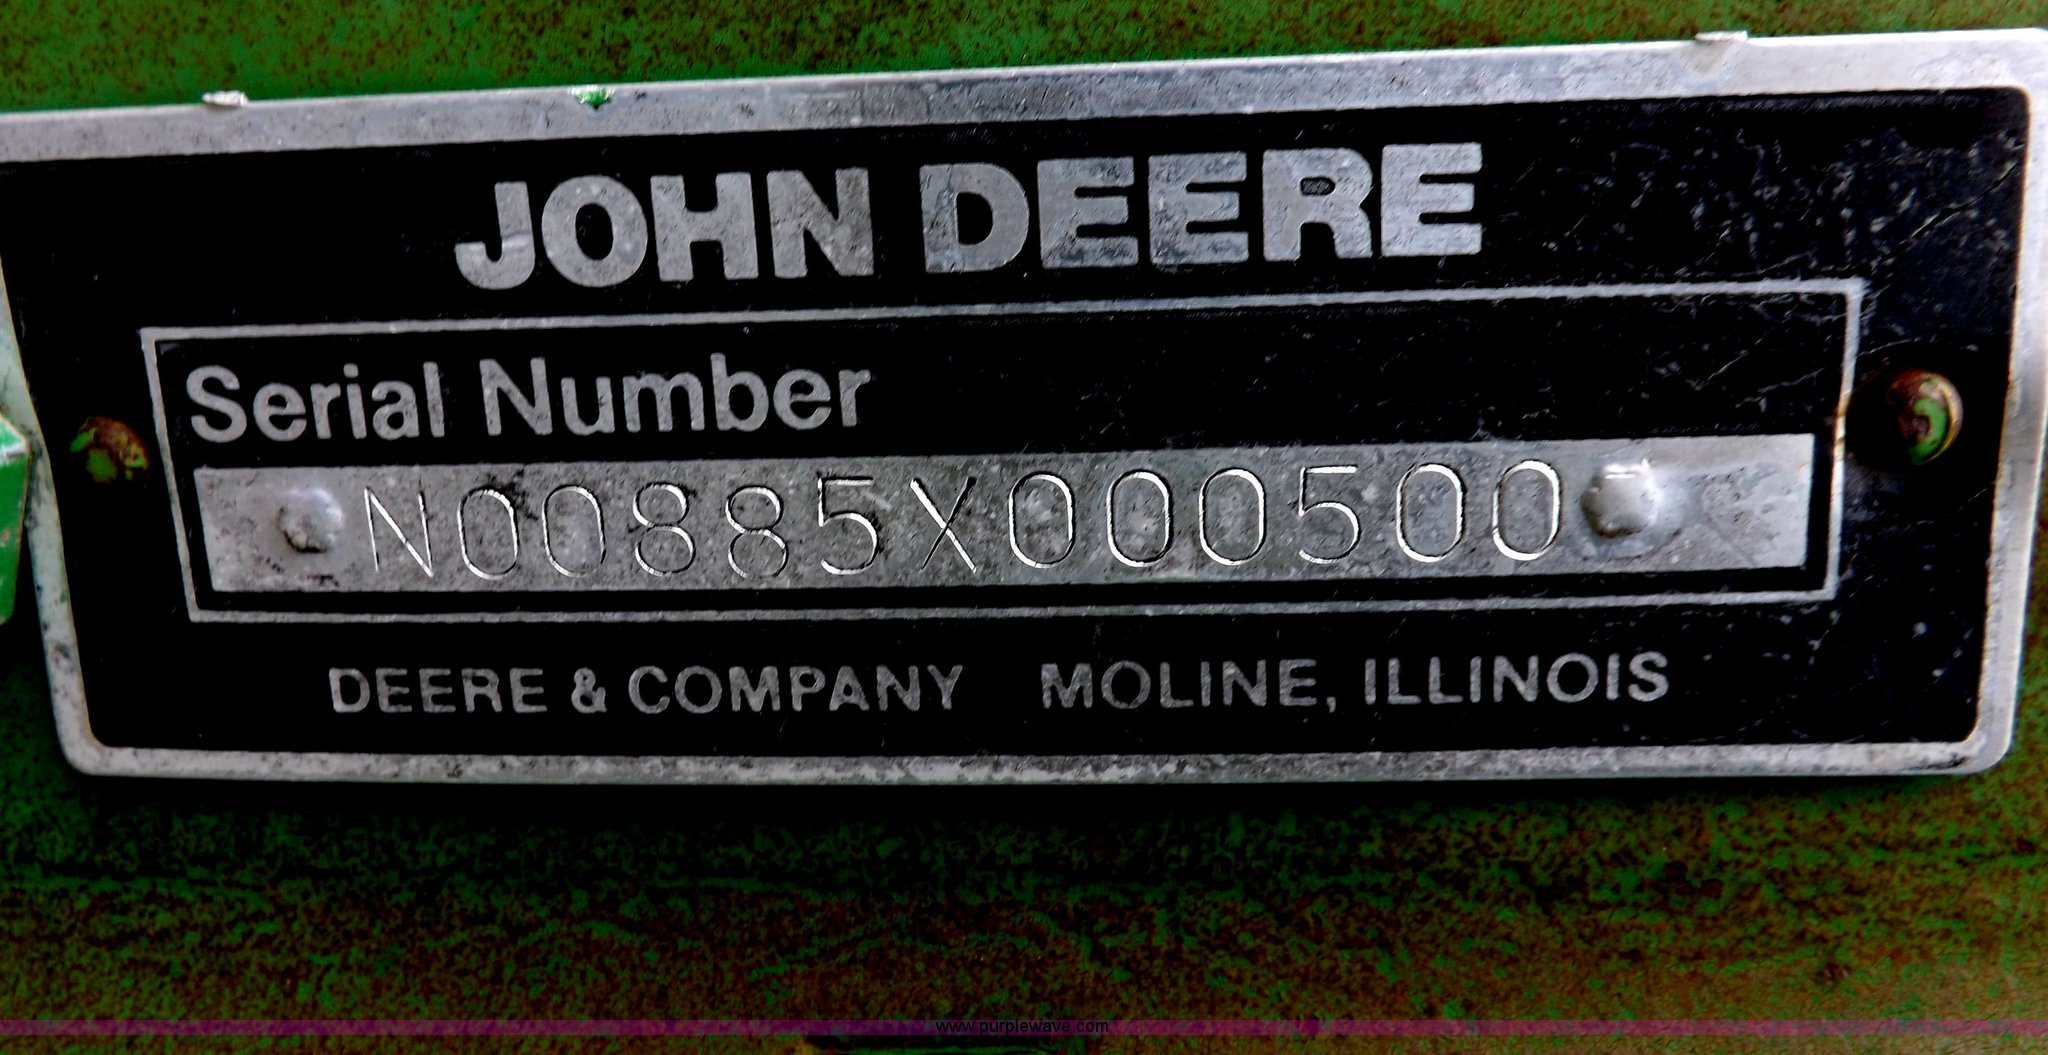 JOHN DEERE
Serial Number
N00885X000500
DEERE & COMPANY MOLINE, ILLINOIS
www.purplewave.com